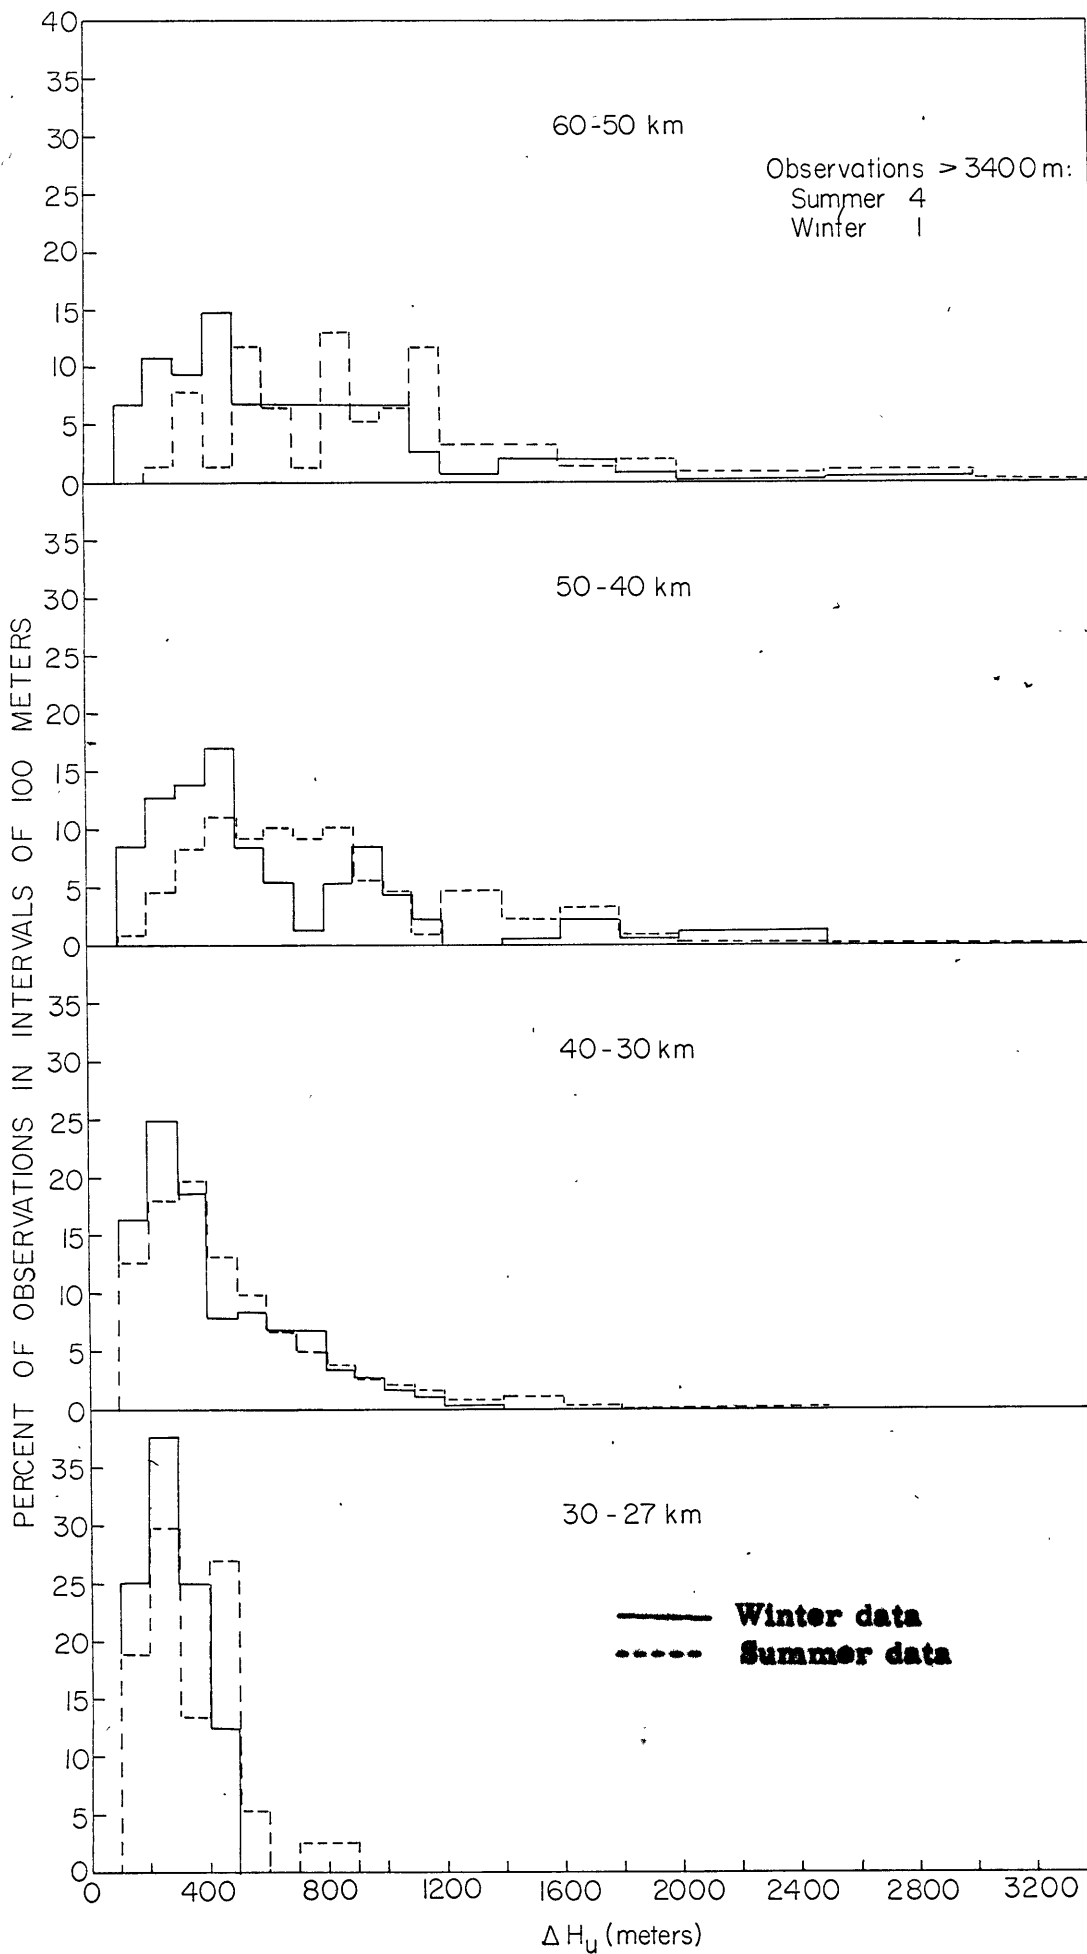 PERCENT OF OBSERVATIONS IN INTERVALS OF 100 METERS
40
35
30
25
20
15
10
5
0
60-50 km
Observations > 3400 m:
Summer 4
Winter 1
35
30
25
20
15
10
5
0
50-40 km
35
30
25
20
15
10
5
0
40-30 km
35
30
25
20
15
10
5
0
30-27 km
Winter data
Summer data
0 400 800 1200 1600 2000 2400 2800 3200
Δ Hu (meters)